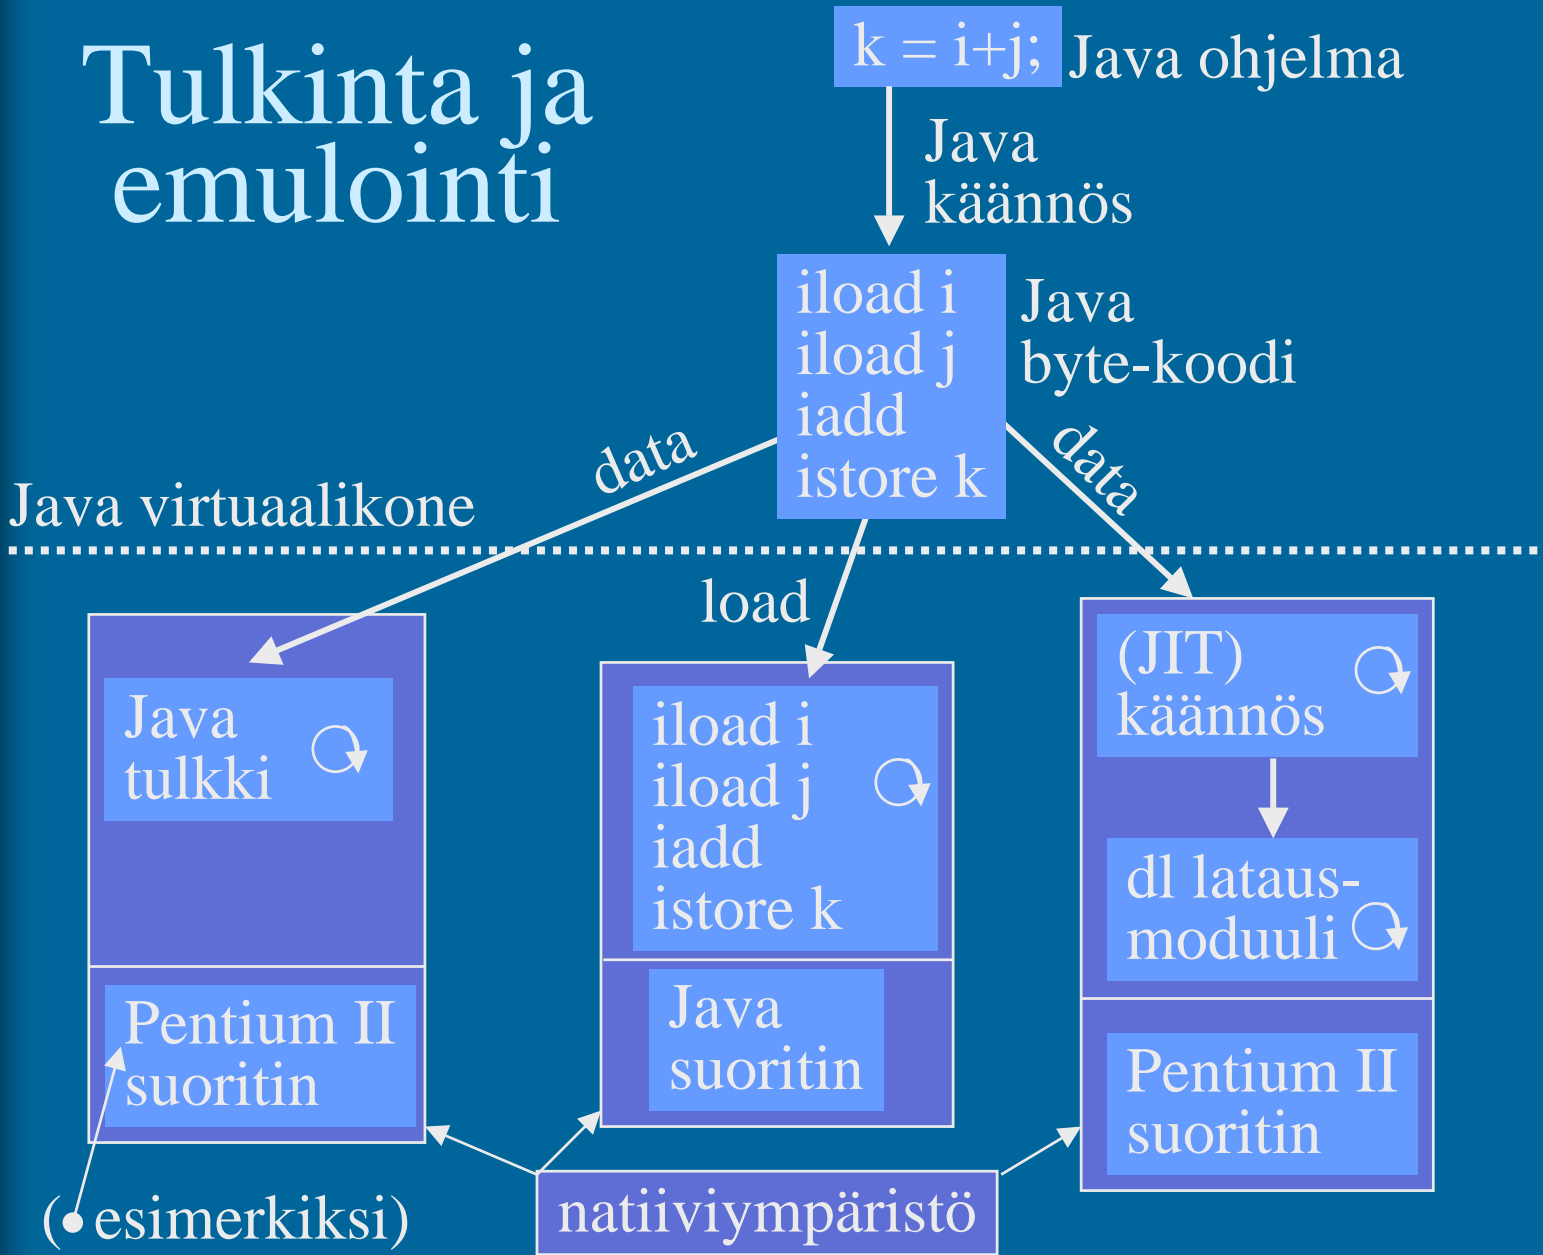 Tulkinta ja
emulointi
k = i+j;
Java ohjelma
Java
käännös
iload i
iload j
iadd
istore k
Java
byte-koodi
data
data
Java virtuaalikone
load
Java
tulkki
Pentium II
suoritin
iload i
iload j
iadd
istore k
Java
suoritin
(JIT)
käännös
dl lataus-
moduuli
Pentium II
suoritin
(• esimerkiksi)
natiiviympäristö